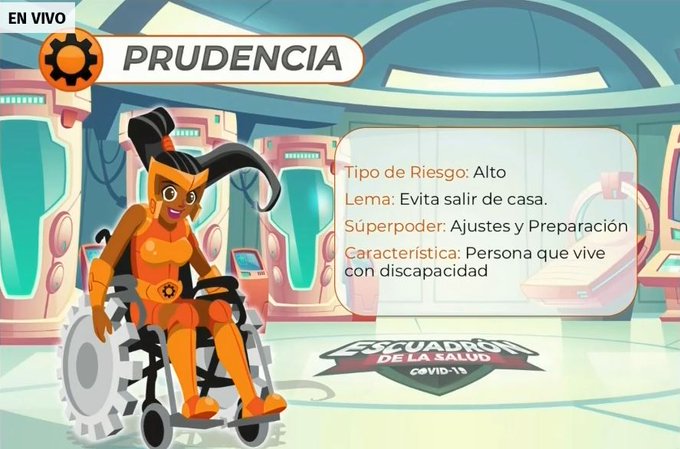 EN VIVO
PRUDENCIA
Tipo de Riesgo: Alto
Lema: Evita salir de casa.
Súperpoder: Ajustes y Preparación
Característica: Persona que vive
con discapacidad
ESCUADRÓN
DE LA SALUD
COVID-19